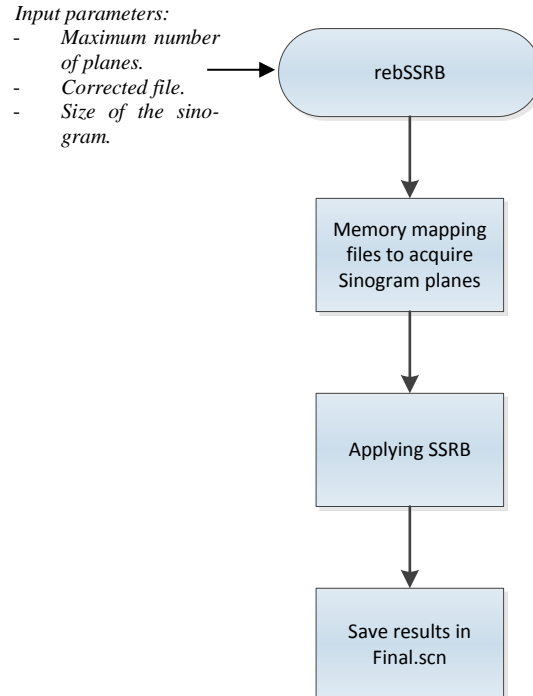 Input parameters:
- Maximum number
of planes.
- Corrected file.
- Size of the sino-
gram.
rebSSRB
Memory mapping
files to acquire
Sinogram planes
Applying SSRB
Save results in
Final.scn